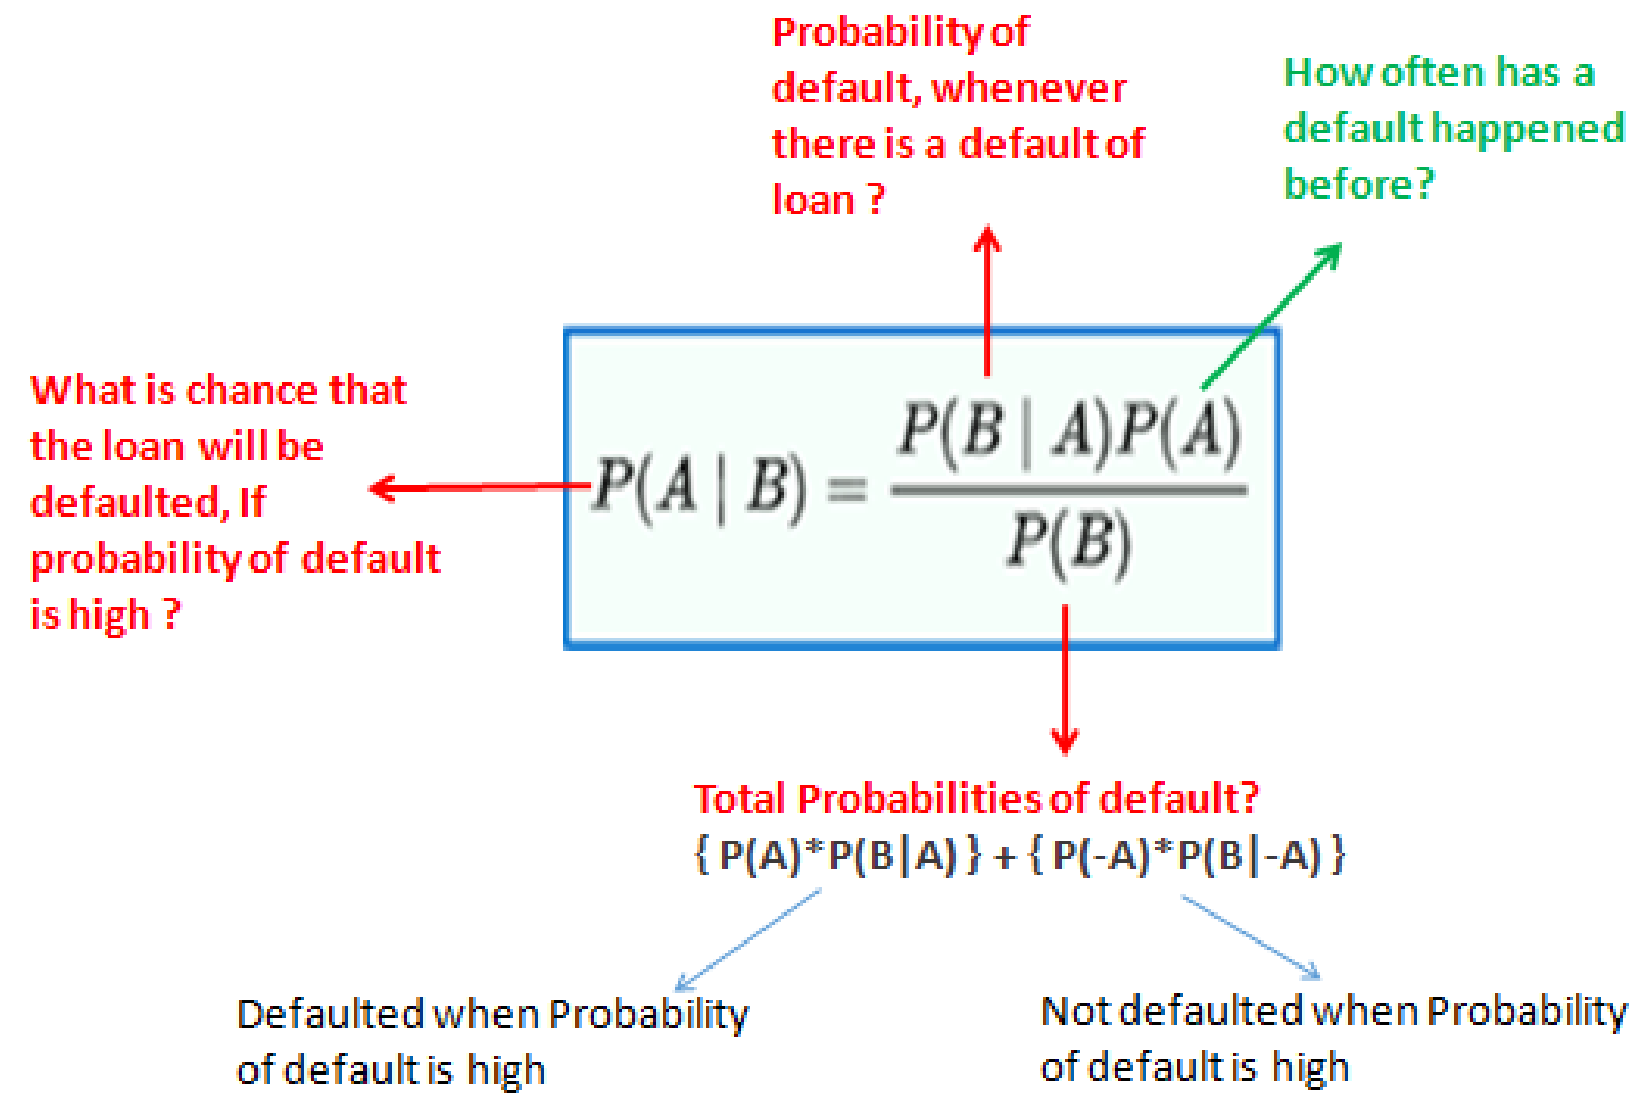 Probability of
default, whenever
there is a default of
loan ?
How often has a
default happened
before?
What is chance that
the loan will be
defaulted, If
probability of default
is high ?
P(A | B) = P(B | A)P(A)
P(B)
Total Probabilities of default?
{ P(A)*P(B|A) } + { P(-A)*P(B|-A) }
Defaulted when Probability
of default is high
Not defaulted when Probability
of default is high